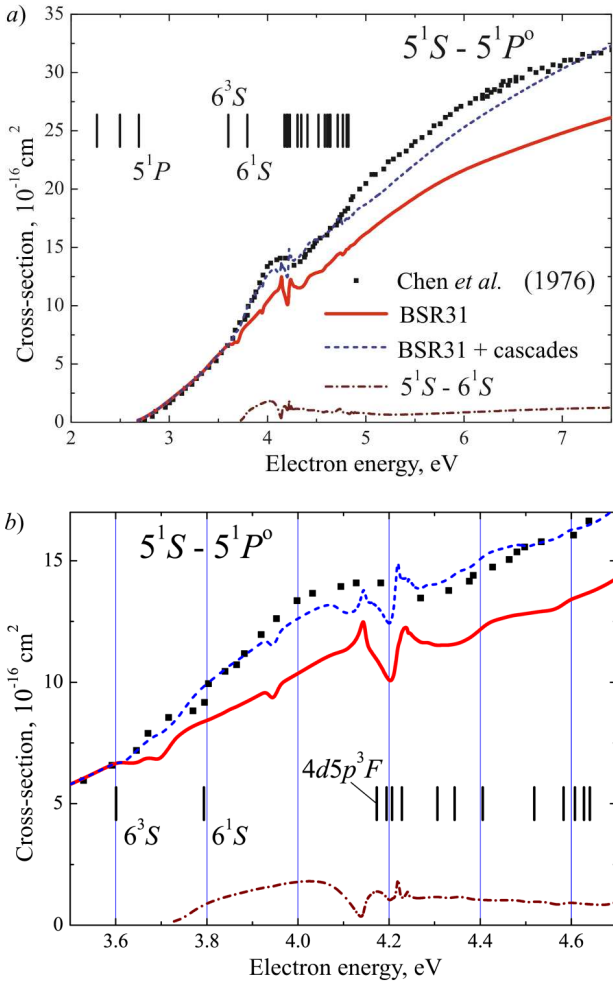 a)
5¹S - 5¹Pᵒ
35
30
25
20
15
10
5
0
6³S
5¹P
6¹S
Cross-section, 10⁻¹⁶ cm²
Chen et al. (1976)
BSR31
BSR31 + cascades
5¹S - 6¹S
2 3 4 5 6 7
Electron energy, eV
b)
5¹S - 5¹Pᵒ
15
10
5
0
Cross-section, 10⁻¹⁶ cm²
4d5p³F
6³S
6¹S
3.6 3.8 4.0 4.2 4.4 4.6
Electron energy, eV